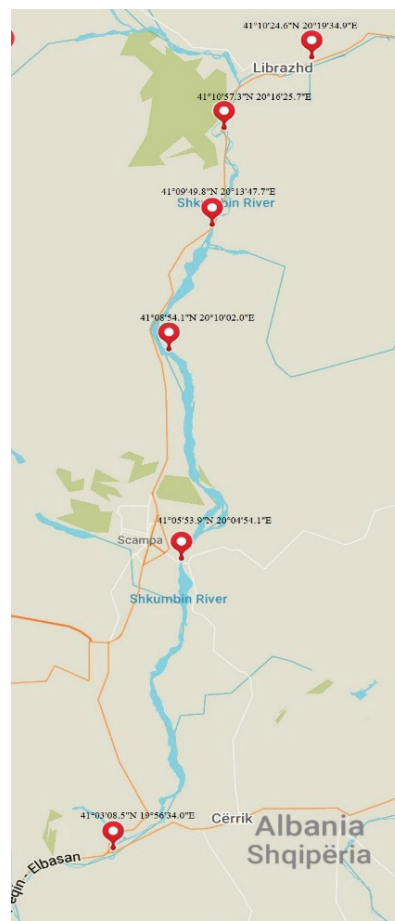 41°10'24.6"N 20°19'34.9"E
Librazhd
41°10'57.3"N 20°16'25.7"E
41°09'49.8"N 20°13'47.7"E
Shkumbin River
41°08'54.1"N 20°10'02.0"E
41°05'53.9"N 20°04'54.1"E
Scampa
Shkumbin River
41°03'08.5"N 19°56'34.0"E
Cërrik
Albania
Shqipëria
eqin - Elbasan